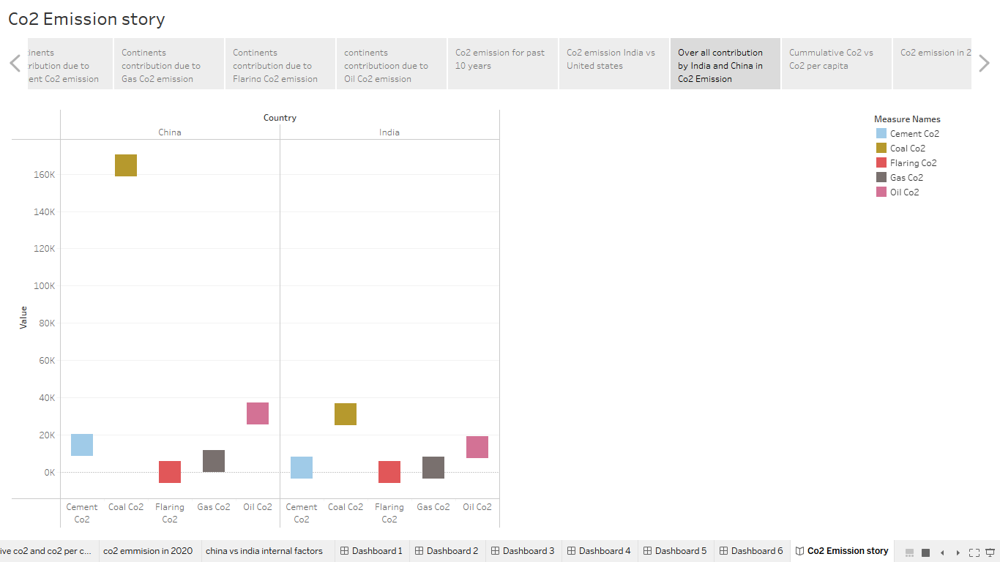 Co2 Emission story
inents
ribution due to
ent Co2 emission
Continents
contribution due to
Gas Co2 emission
Continents
contribution due to
Flaring Co2 emission
continents
contributioon due to
Oil Co2 emission
Co2 emission for past
10 years
Co2 emission India vs
United states
Over all contribution
by India and China in
Co2 Emission
Cummulative Co2 vs
Co2 per capita
Co2 emission in 2
Country
China
India
Value
160K
140K
120K
100K
80K
60K
40K
20K
0K
Cement
Co2
Coal Co2
Flaring
Co2
Gas Co2
Oil Co2
Cement
Co2
Coal Co2
Flaring
Co2
Gas Co2
Oil Co2
Measure Names
Cement Co2
Coal Co2
Flaring Co2
Gas Co2
Oil Co2
ive co2 and co2 per c...
co2 emmision in 2020
china vs india internal factors
Dashboard 1
Dashboard 2
Dashboard 3
Dashboard 4
Dashboard 5
Dashboard 6
Co2 Emission story